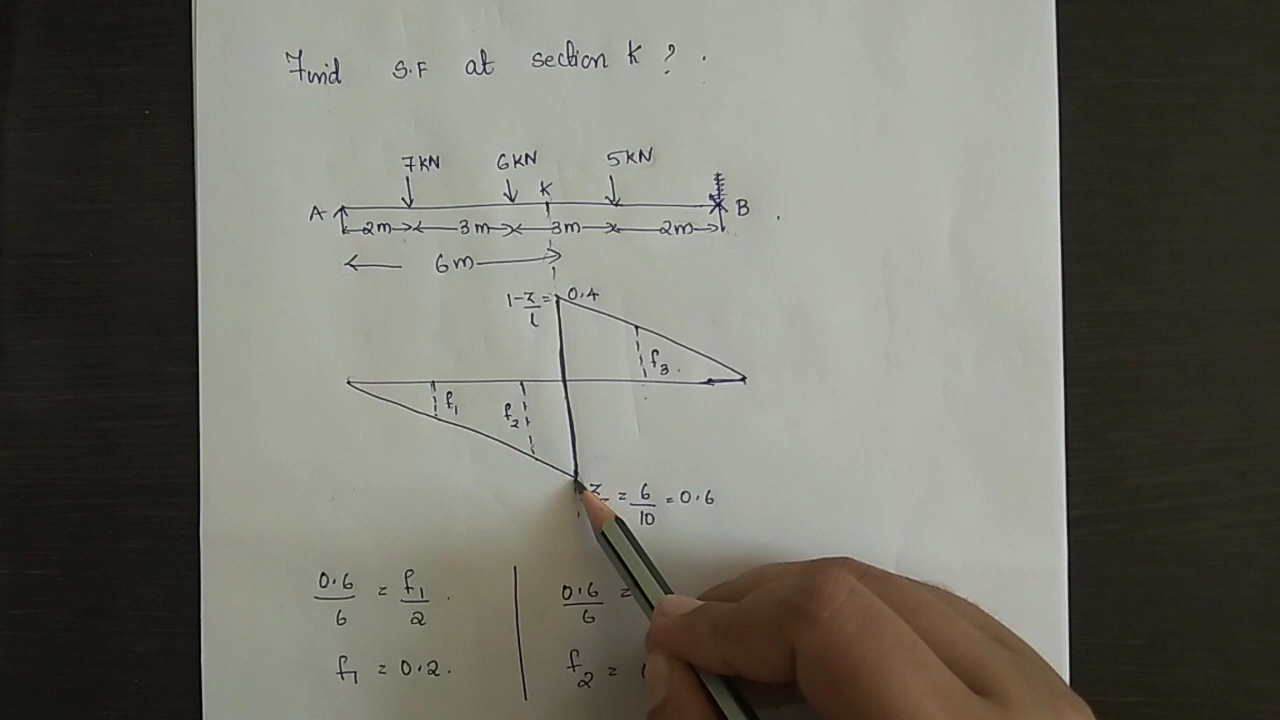 Find S.F at section K ?.
7kN 6KN 5KN
K
A B
2m 3m 3m 2m
6m
1-z/l = 0.4
f1 f2 f3
z = 6/10 = 0.6
0.6/6 = f1/2 . 0.6/6 =
f1 = 0.2. f2 =